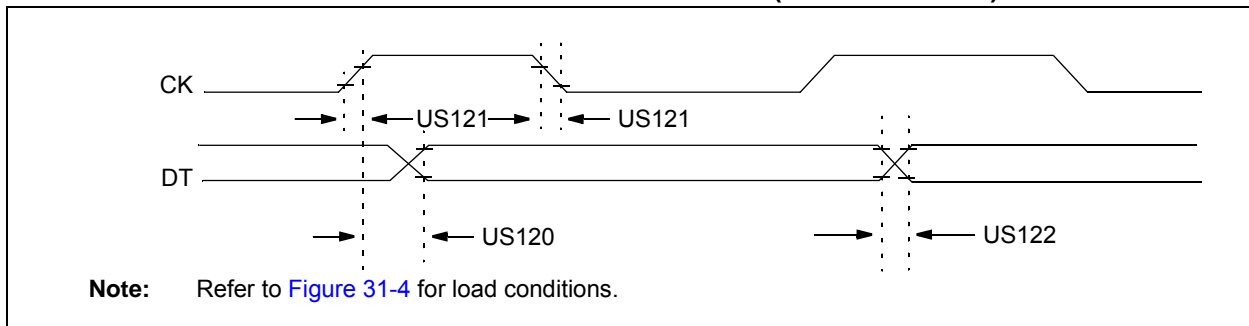 CK
US121 US121
DT
US120 US122
Note: Refer to Figure 31-4 for load conditions.